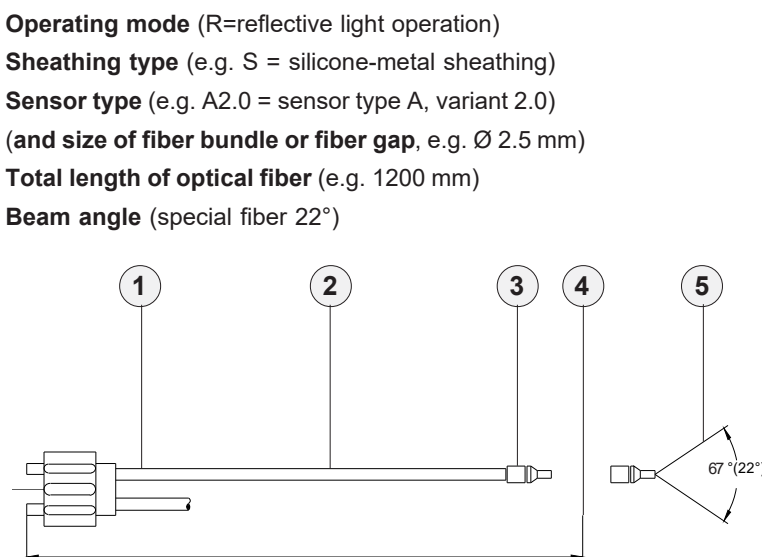 Operating mode (R=reflective light operation)
Sheathing type (e.g. S = silicone-metal sheathing)
Sensor type (e.g. A2.0 = sensor type A, variant 2.0)
(and size of fiber bundle or fiber gap, e.g. Ø 2.5 mm)
Total length of optical fiber (e.g. 1200 mm)
Beam angle (special fiber 22°)
1 2 3 4 5
67 °(22°)